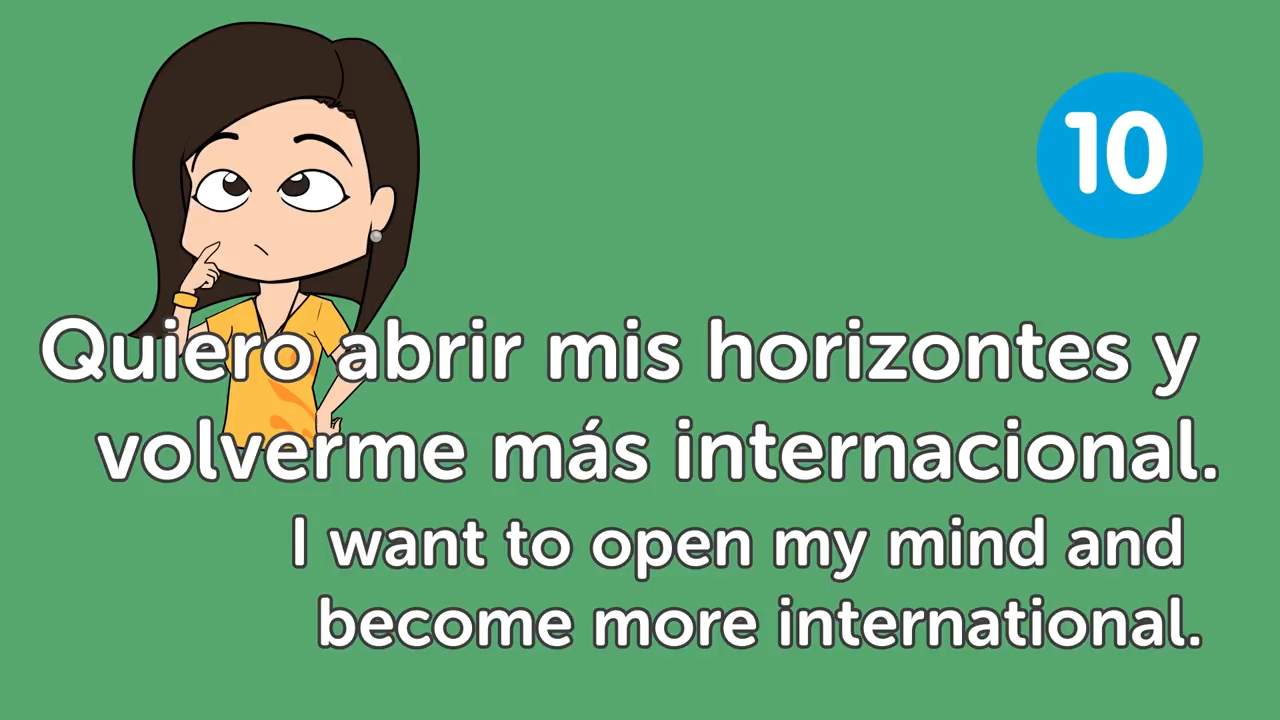 10
Quiero abrir mis horizontes y
volverme más internacional.
I want to open my mind and
become more international.